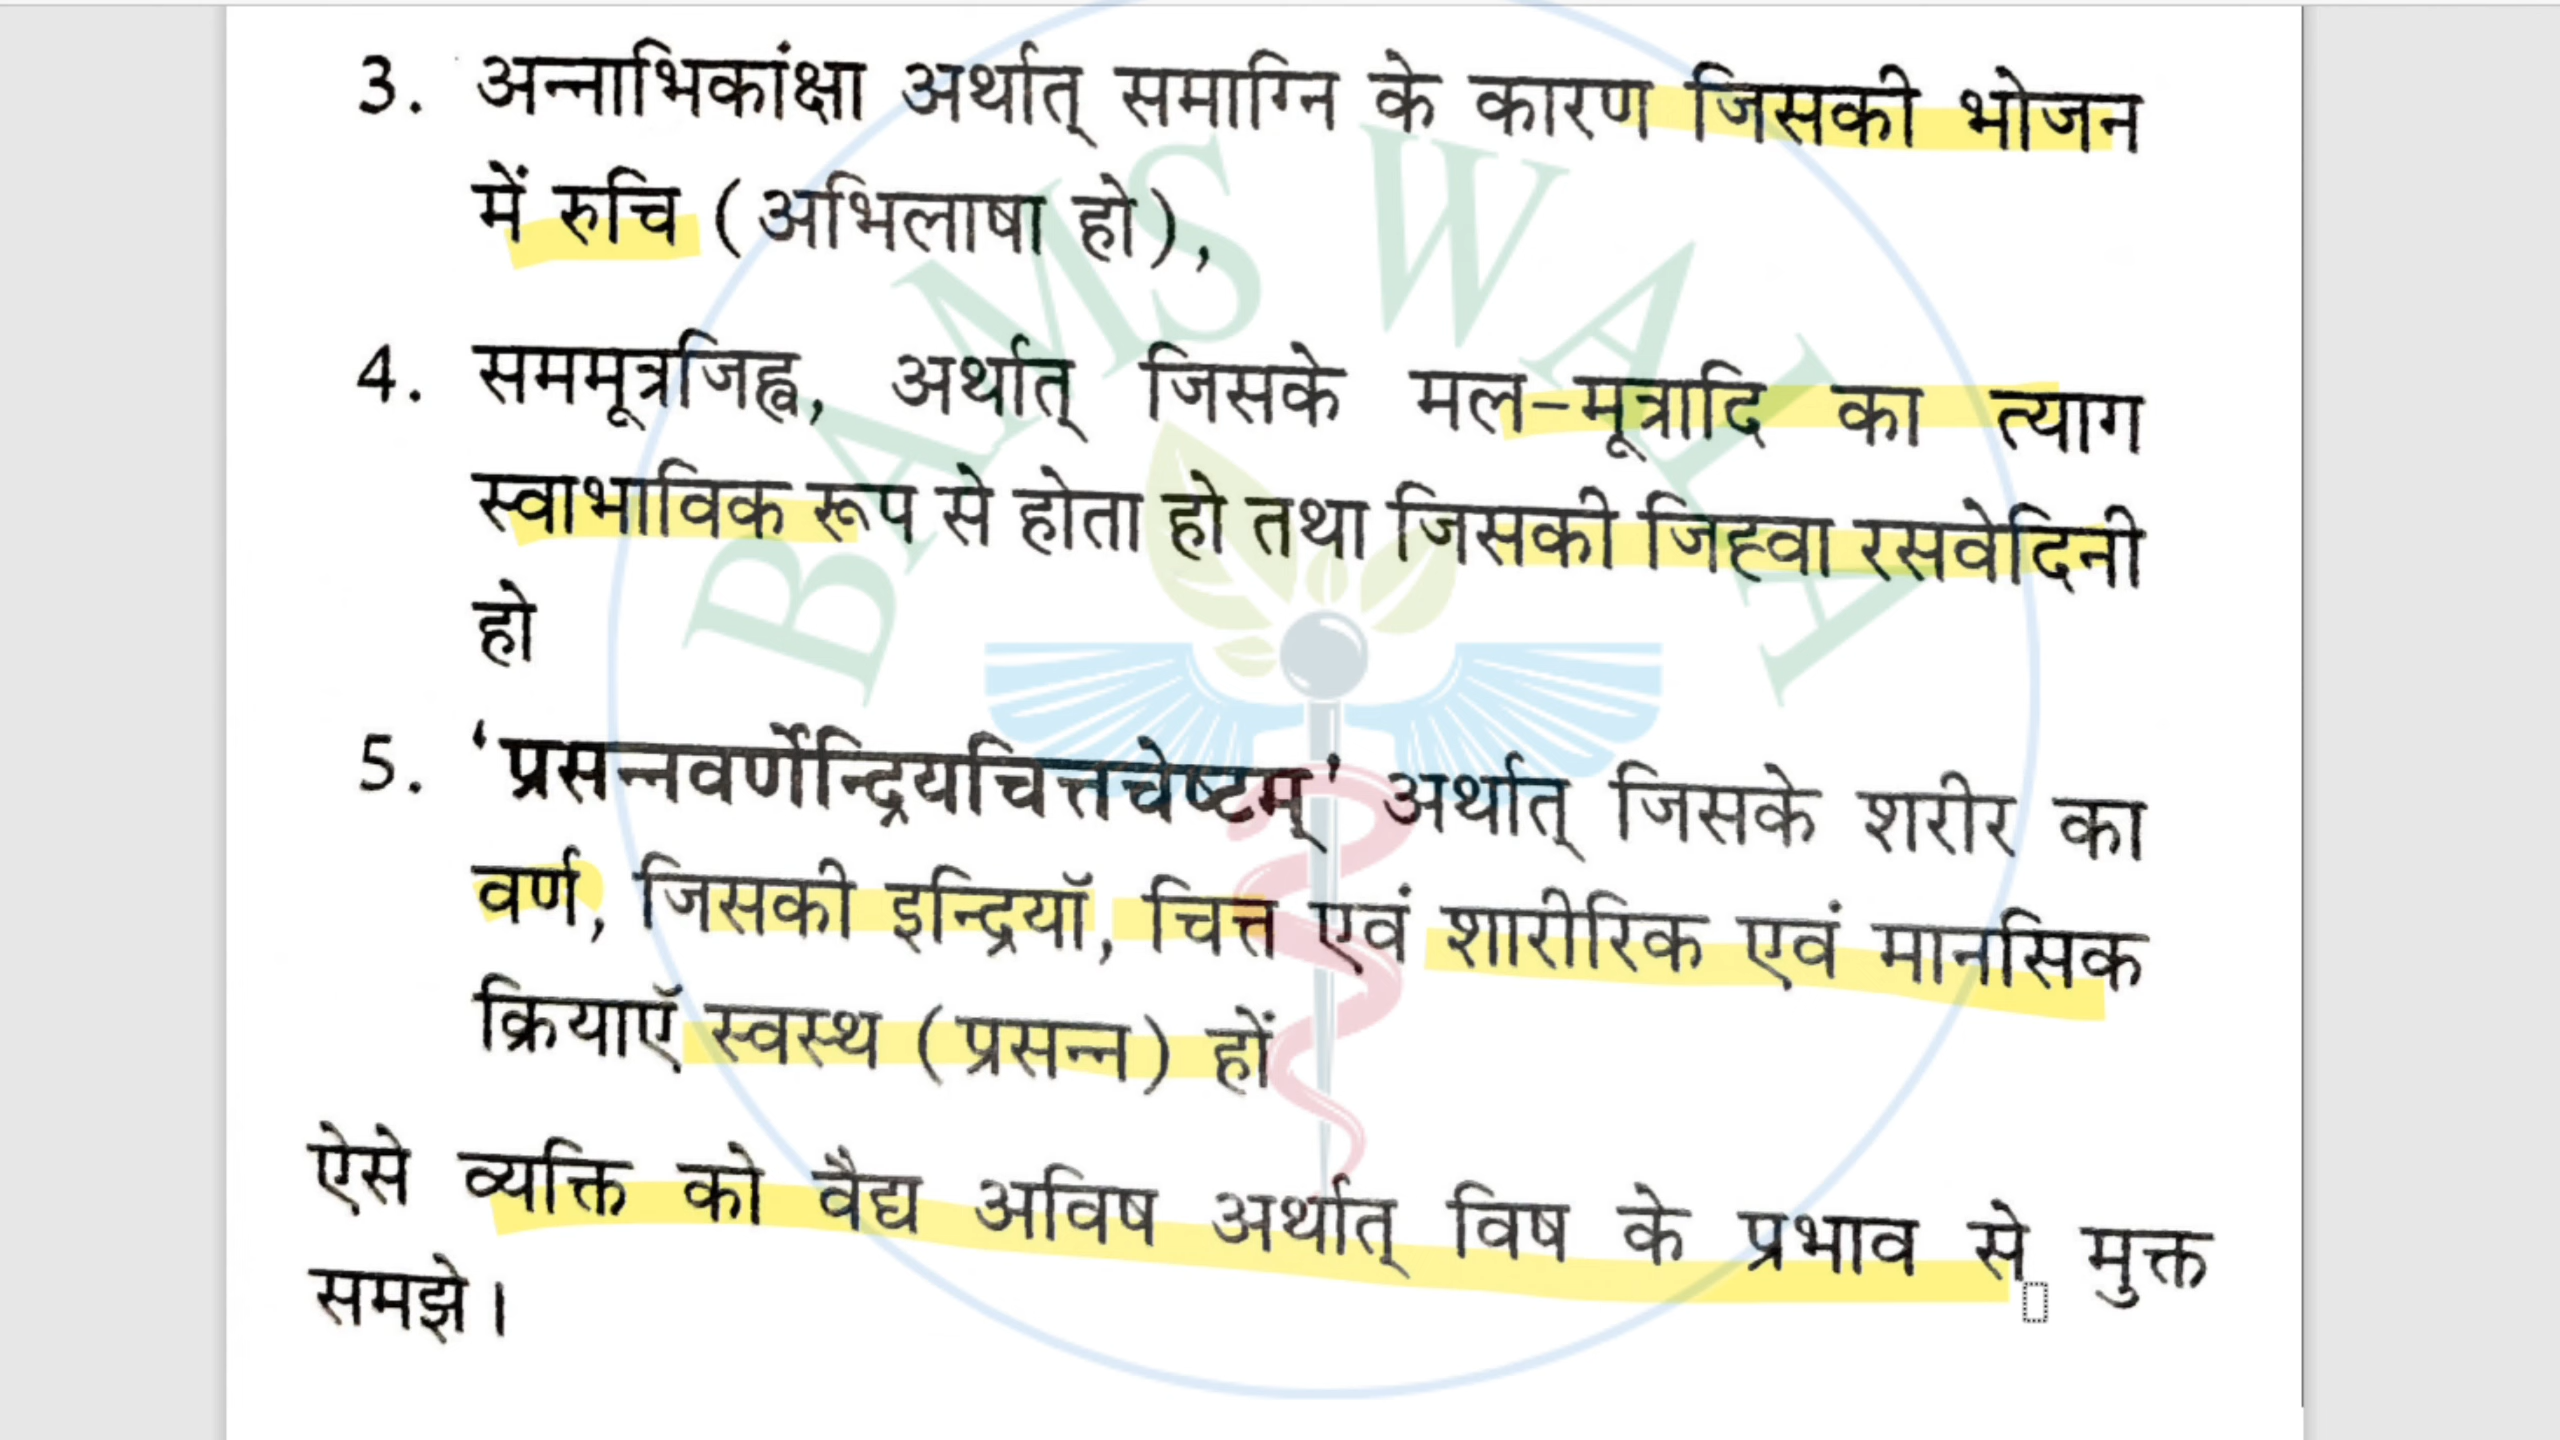 3. अन्नाभिकांक्षा अर्थात् समाग्नि के कारण जिसकी भोजन
में रुचि (अभिलाषा हो),
4. सममूत्रजिह्व, अर्थात् जिसके मल-मूत्रादि का त्याग
स्वाभाविक रूप से होता हो तथा जिसकी जिह्वा रसवेदिनी
हो
5. 'प्रसन्नवर्णेन्द्रियचित्तचेष्टम्' अर्थात् जिसके शरीर का
वर्ण, जिसकी इन्द्रियॉ, चित्त एवं शारीरिक एवं मानसिक
क्रियाऍ स्वस्थ (प्रसन्न) हों
ऐसे व्यक्ति को वैद्य अविष अर्थात् विष के प्रभाव से मुक्त
समझे।
BAMS WALA